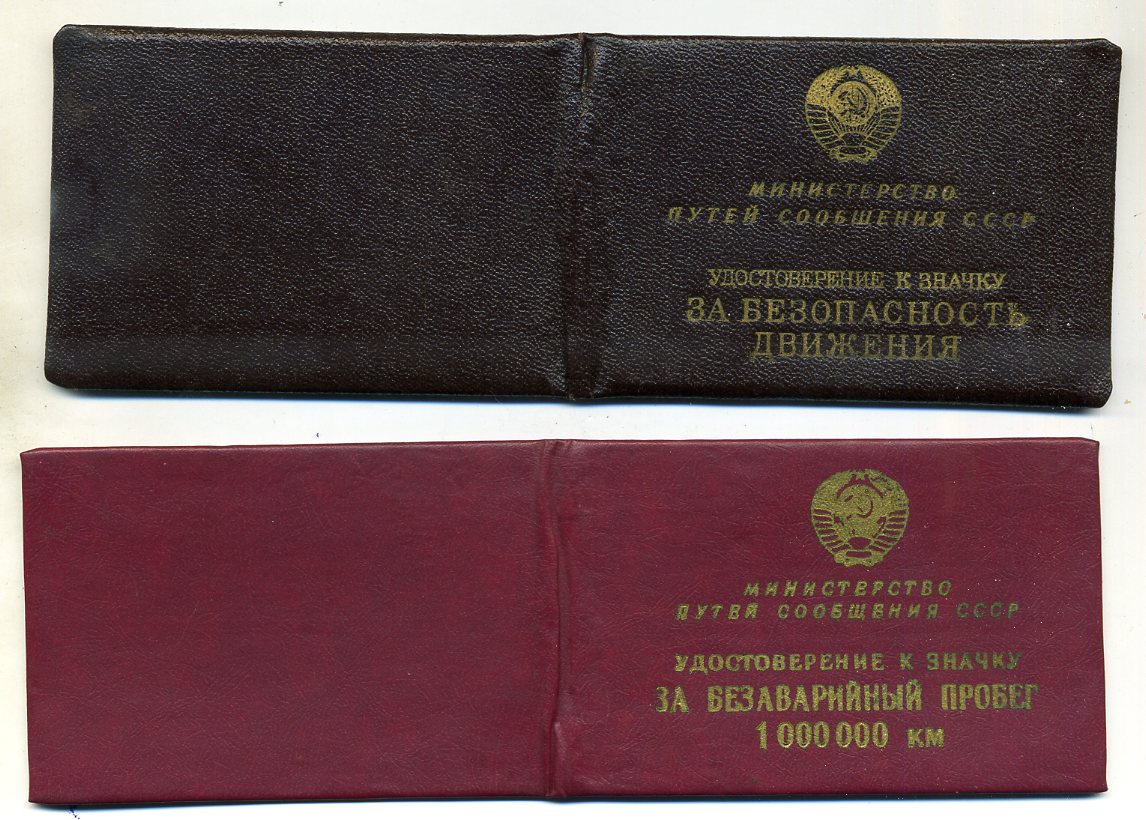 МИНИСТЕРСТВО
ПУТЕЙ СООБЩЕНИЯ СССР
УДОСТОВЕРЕНИЕ К ЗНАЧКУ
ЗА БЕЗОПАСНОСТЬ
ДВИЖЕНИЯ
МИНИСТЕРСТВО
ПУТЕЙ СООБЩЕНИЯ СССР
УДОСТОВЕРЕНИЕ К ЗНАЧКУ
ЗА БЕЗАВАРИЙНЫЙ ПРОБЕГ
1 000 000 км